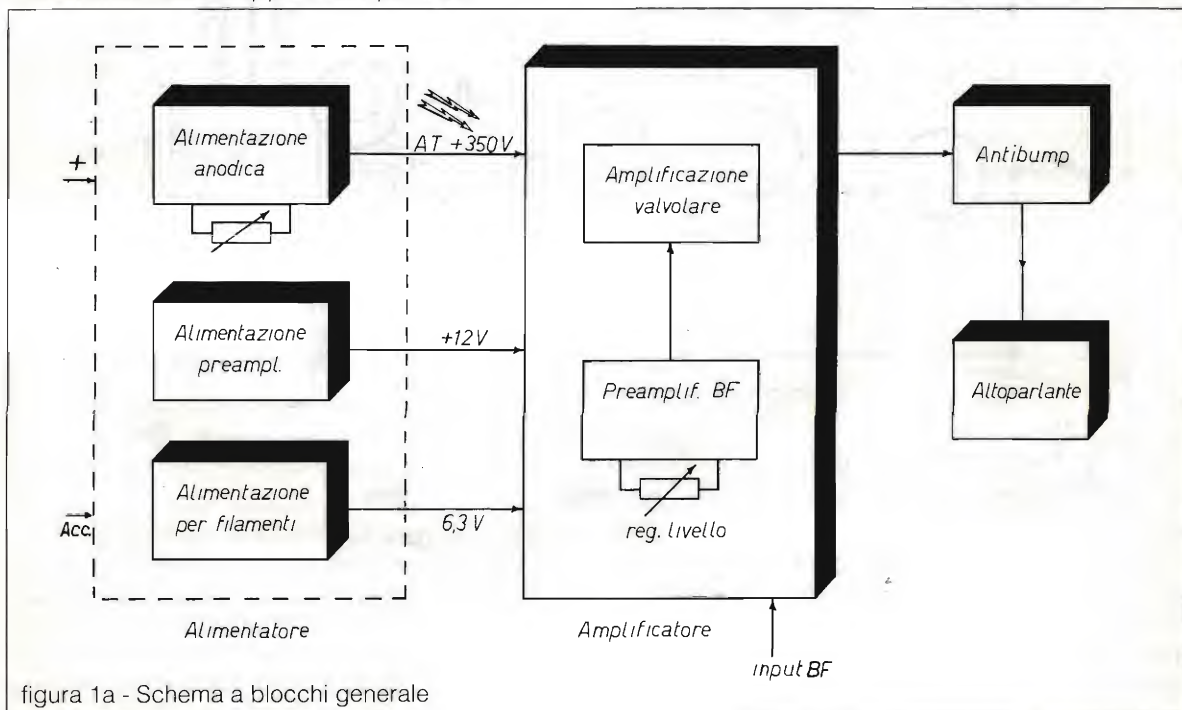 Alimentazione
anodica
AT +350V
+
Alimentazione
preampl.
+12V
Alimentazione
per filamenti
6,3 V
Acc.
Alimentatore
Amplificazione
valvolare
Preamplif. BF
reg. livello
Amplificatore
input BF
Antibump
Altoparlante
figura 1a - Schema a blocchi generale